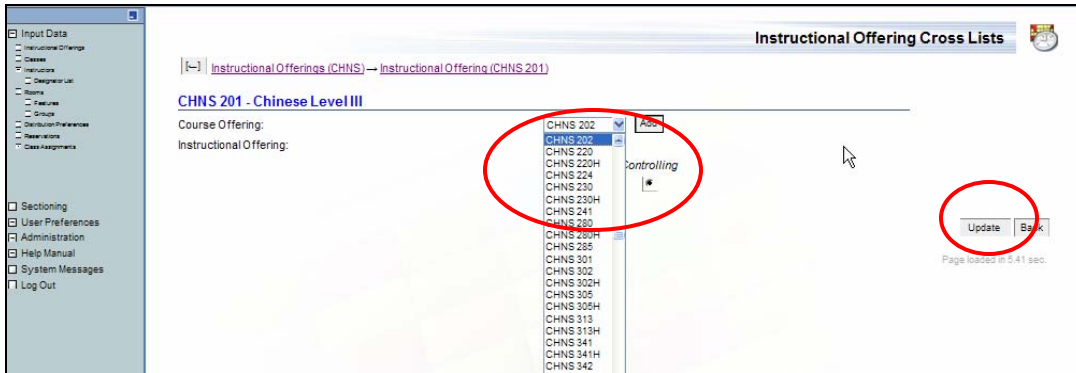 Input Data
Instructional Offerings
Classes
Instructors
Designator List
Rooms
Features
Groups
Distribution Preferences
Reservations
Class Assignments
Sectioning
User Preferences
Administration
Help Manual
System Messages
Log Out
Instructional Offering Cross Lists
[←] Instructional Offerings (CHNS) → Instructional Offering (CHNS 201)
CHNS 201 - Chinese Level III
Course Offering: CHNS 202 Add
Instructional Offering:
Controlling
CHNS 202
CHNS 220
CHNS 220H
CHNS 224
CHNS 230
CHNS 230H
CHNS 241
CHNS 280
CHNS 280H
CHNS 285
CHNS 301
CHNS 302
CHNS 302H
CHNS 305
CHNS 305H
CHNS 313
CHNS 313H
CHNS 341
CHNS 341H
CHNS 342
Update Back
Page loaded in 5.41 sec.